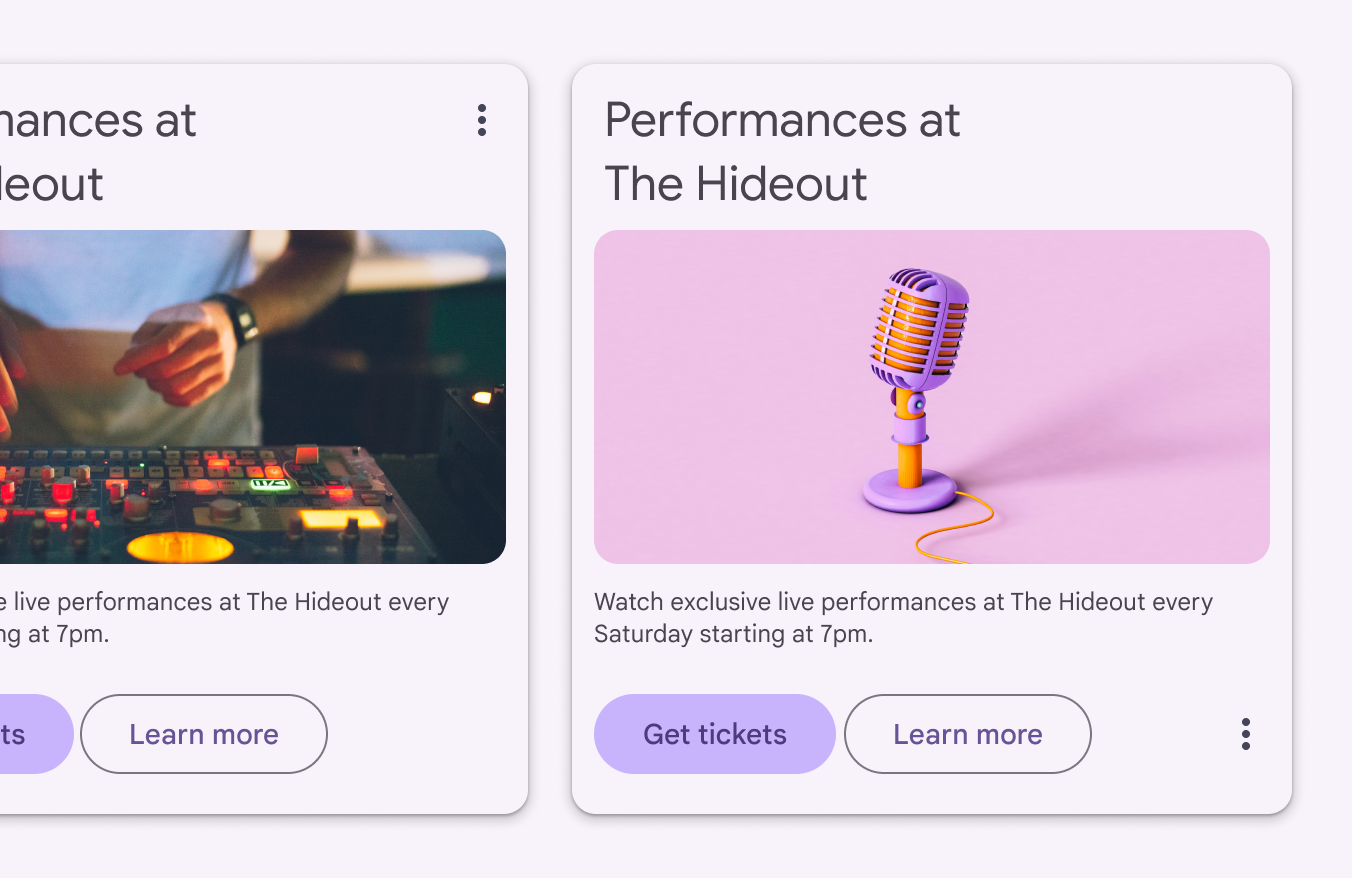 mances at
deout
e live performances at The Hideout every
ng at 7pm.
ts
Learn more
Performances at
The Hideout
Watch exclusive live performances at The Hideout every
Saturday starting at 7pm.
Get tickets
Learn more